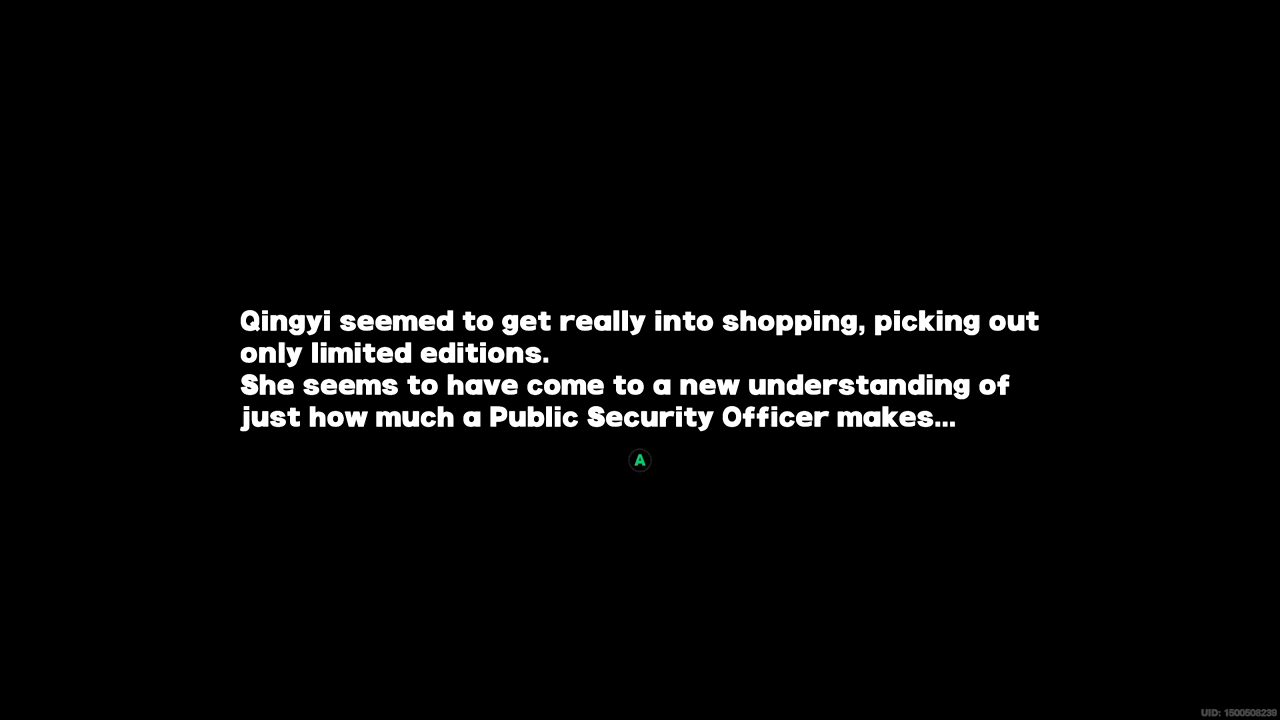 Qingyi seemed to get really into shopping, picking out
only limited editions.
She seems to have come to a new understanding of
just how much a Public Security Officer makes...
A
UID: 1500508239